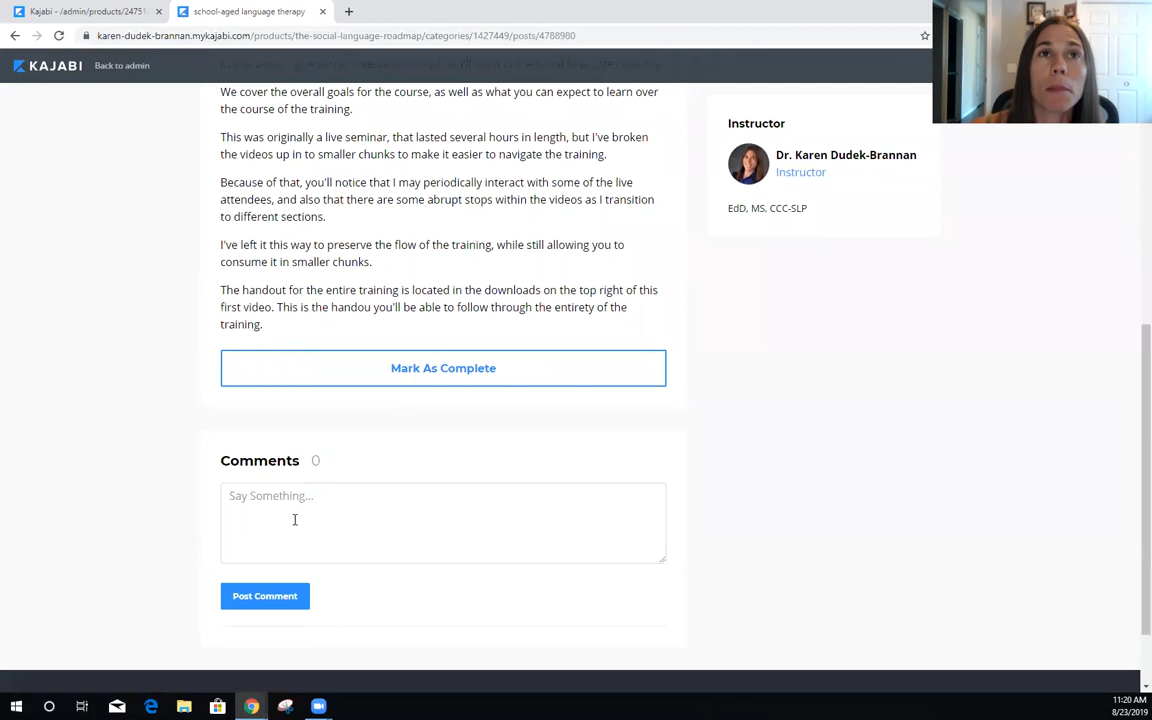 Kajabi - /admin/products/24751
school-aged language therapy
karen-dudek-brannan.mykajabi.com/products/the-social-language-roadmap/categories/1427449/posts/4788980
KAJABI
Back to admin
We cover the overall goals for the course, as well as what you can expect to learn over
the course of the training.
This was originally a live seminar, that lasted several hours in length, but I've broken
the videos up in to smaller chunks to make it easier to navigate the training.
Because of that, you'll notice that I may periodically interact with some of the live
attendees, and also that there are some abrupt stops within the videos as I transition
to different sections.
I've left it this way to preserve the flow of the training, while still allowing you to
consume it in smaller chunks.
The handout for the entire training is located in the downloads on the top right of this
first video. This is the handou you'll be able to follow through the entirety of the
training.
Mark As Complete
Comments 0
Say Something...
Post Comment
Instructor
Dr. Karen Dudek-Brannan
Instructor
EdD, MS, CCC-SLP
11:20 AM
8/23/2019